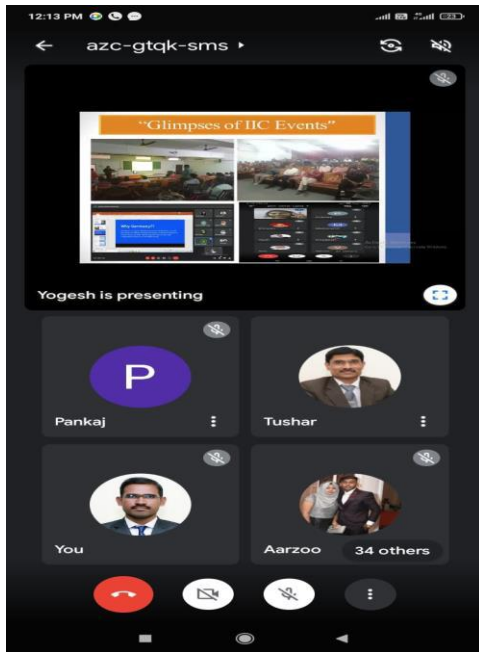 12:13 PM
azc-gtqk-sms
"Glimpses of IIC Events"
Yogesh is presenting
P
Pankaj
Tushar
You
Aarzoo
34 others